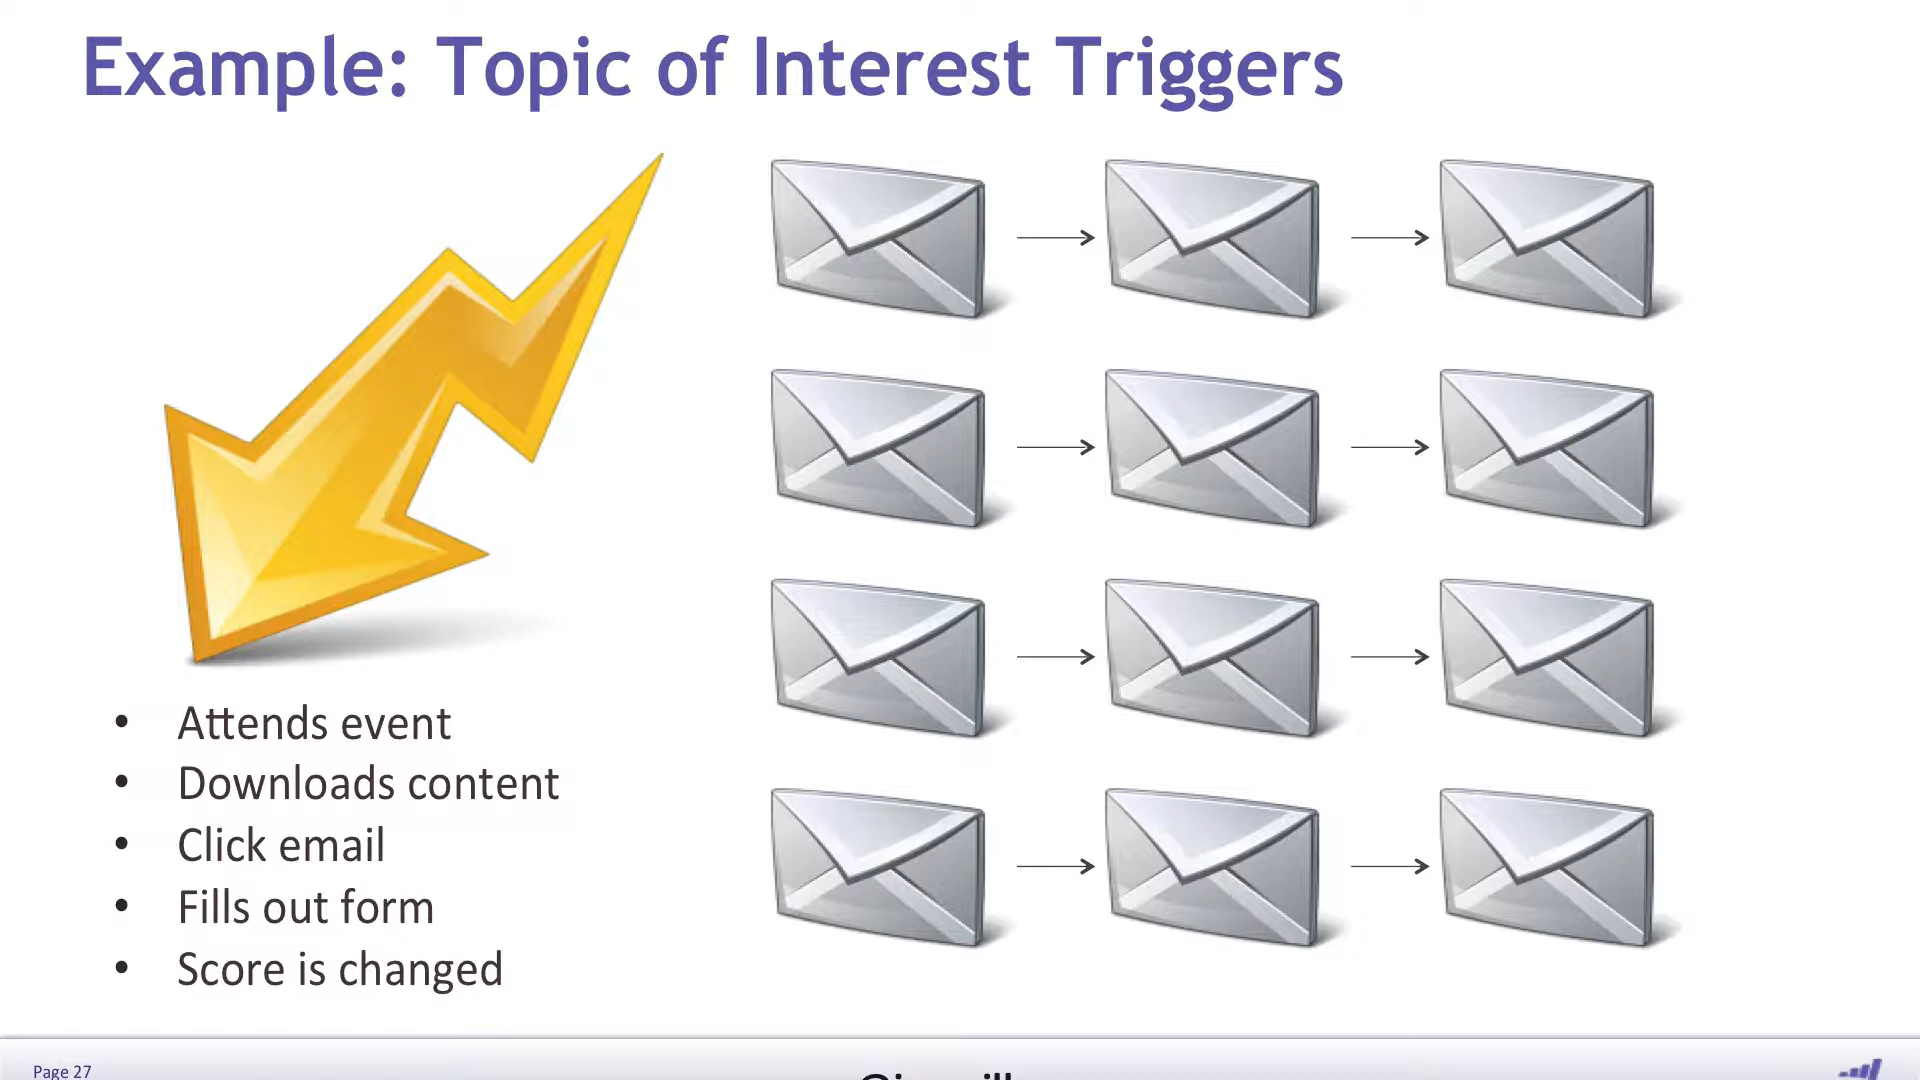 Example: Topic of Interest Triggers
• Attends event
• Downloads content
• Click email
• Fills out form
• Score is changed
Page 27